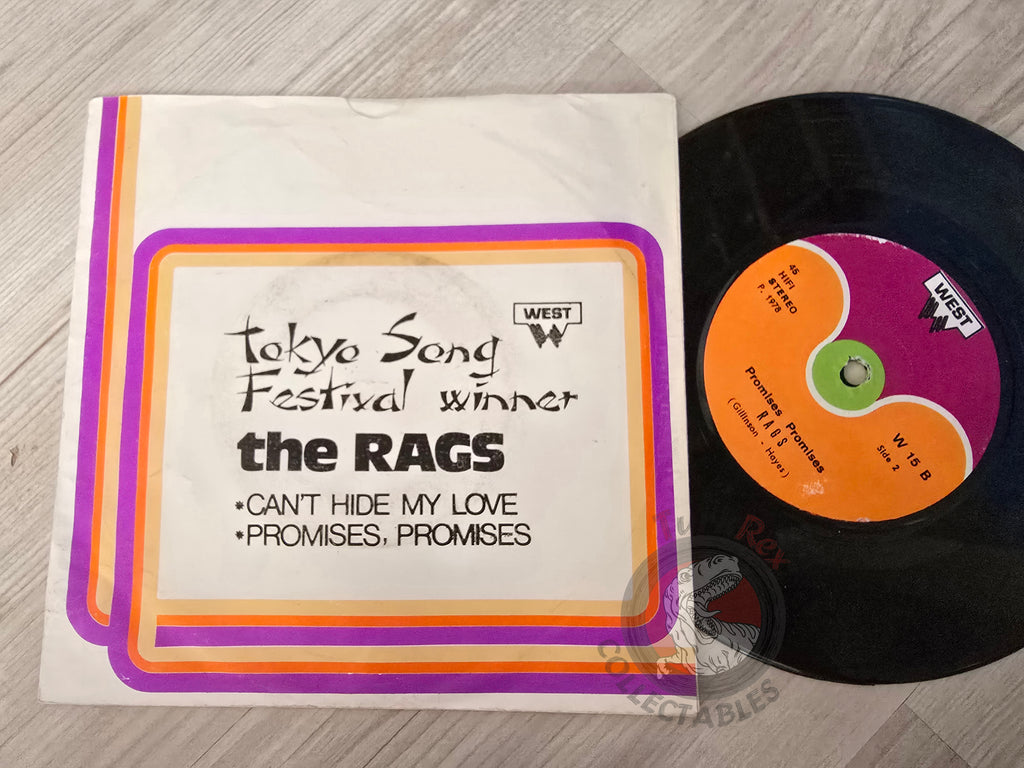 Tokyo Song
Festival winner
the RAGS
*CAN'T HIDE MY LOVE
*PROMISES, PROMISES
WEST
W
45
HIFI
STEREO
P. 1978
WEST
W
Promises Promises
RAGS
(Gillinson - Hayes)
W 15 B
Side 2
Rex
COLLECTABLES